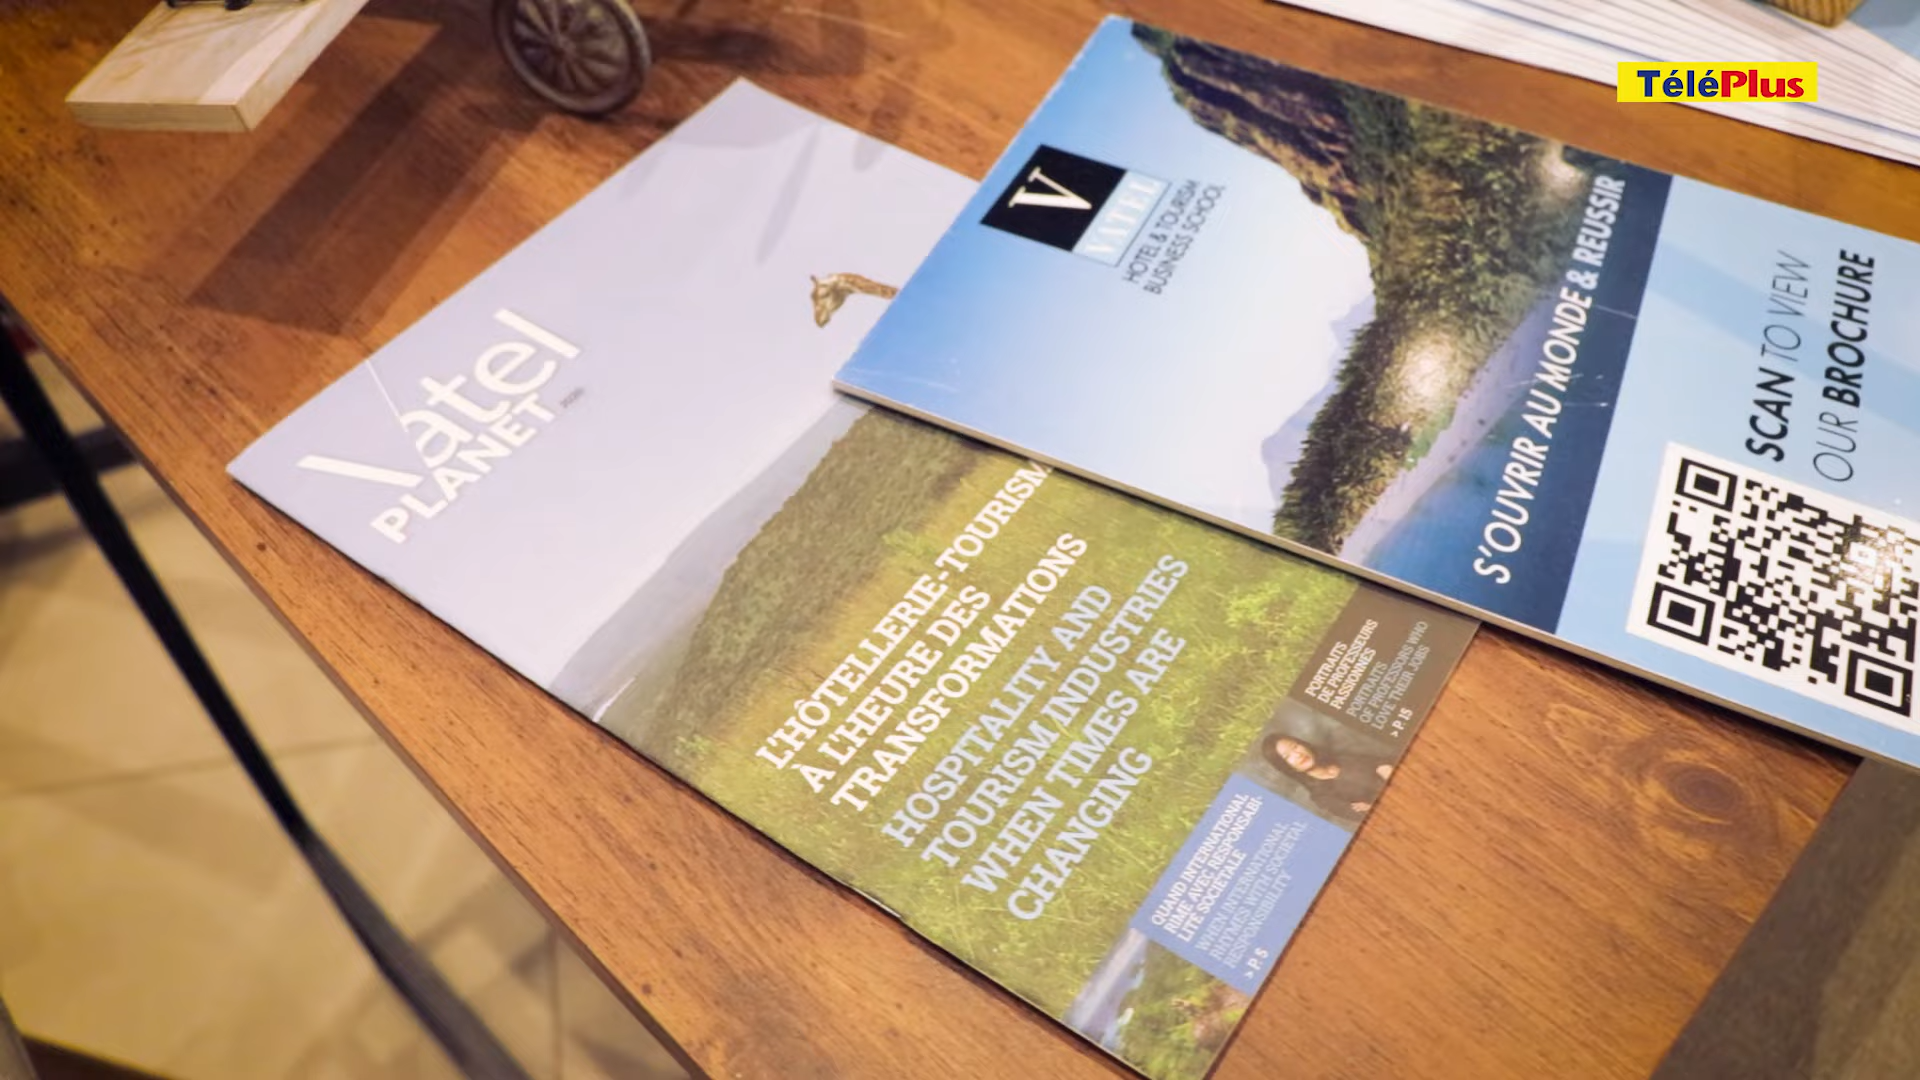 TéléPlus
V
VATEL
HOTEL & TOURISM
BUSINESS SCHOOL
S'OUVRIR AU MONDE & REUSSIR
SCAN TO VIEW
OUR BROCHURE
Vatel
PLANET
L'HÔTELLERIE-TOURISM
À L'HEURE DES
TRANSFORMATIONS
HOSPITALITY AND
TOURISM INDUSTRIES
WHEN TIMES ARE
CHANGING
PORTRAITS
DE PROFESSEURS
PASSIONNÉS
PORTRAITS
OF PROFESSORS WHO
LOVE THEIR JOBS
> P. 15
QUAND INTERNATIONAL
RIME AVEC RESPONSABI-
LITÉ SOCIÉTALE
WHEN INTERNATIONAL
RHYMES WITH SOCIETAL
RESPONSIBILITY
> P. 5